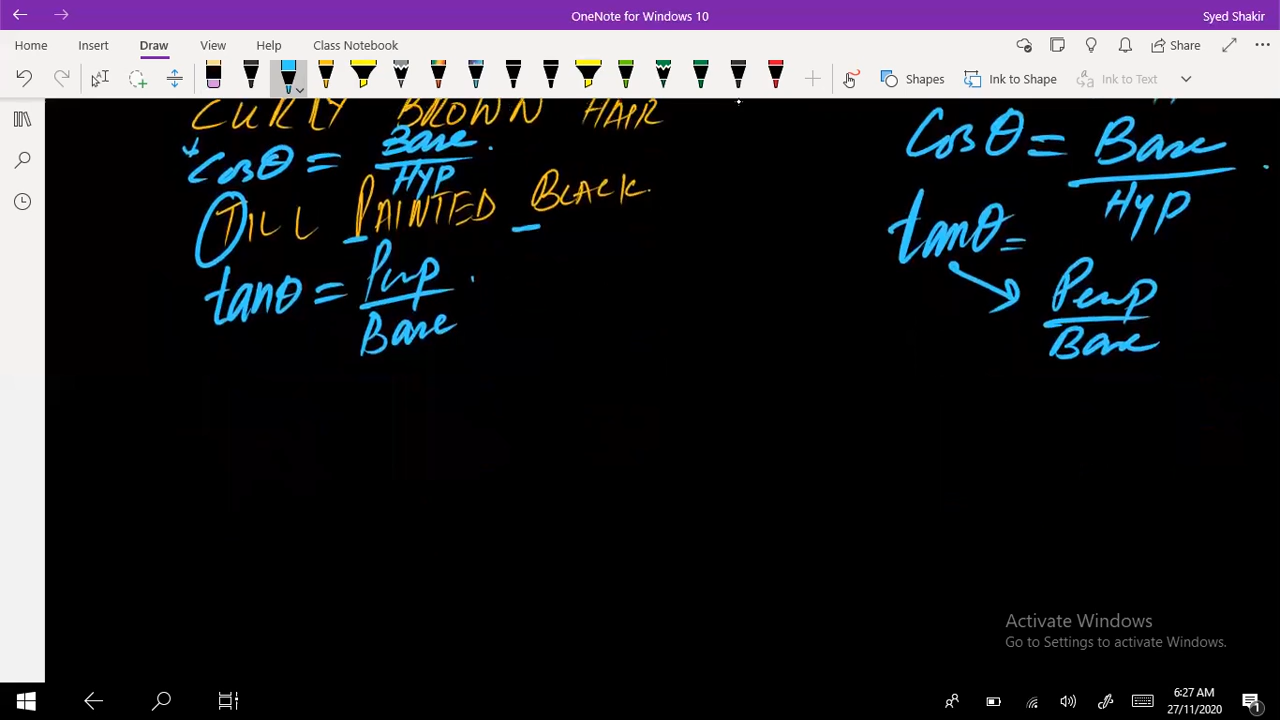 OneNote for Windows 10
Syed Shakir
Home Insert Draw View Help Class Notebook
Share
Shapes Ink to Shape Ink to Text
CURLY BROWN HAIR
Cosθ = Base
HYP
TILL PAINTED BLACK.
tanθ = Perp
Base
Cosθ = Base
HYP
tanθ =
Perp
Base
Activate Windows
Go to Settings to activate Windows.
6:27 AM
27/11/2020
1